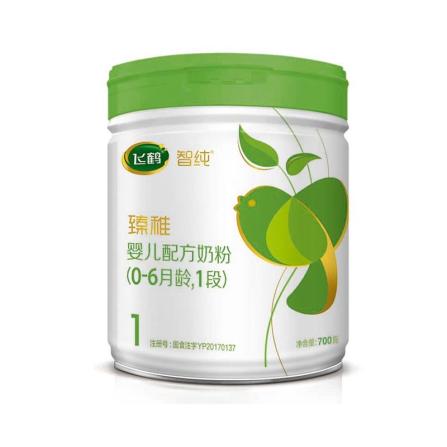 飞鹤 智纯
臻稚
婴儿配方奶粉
(0-6月龄,1段)
1
注册号:国食注字YP20170137
净含量:700克